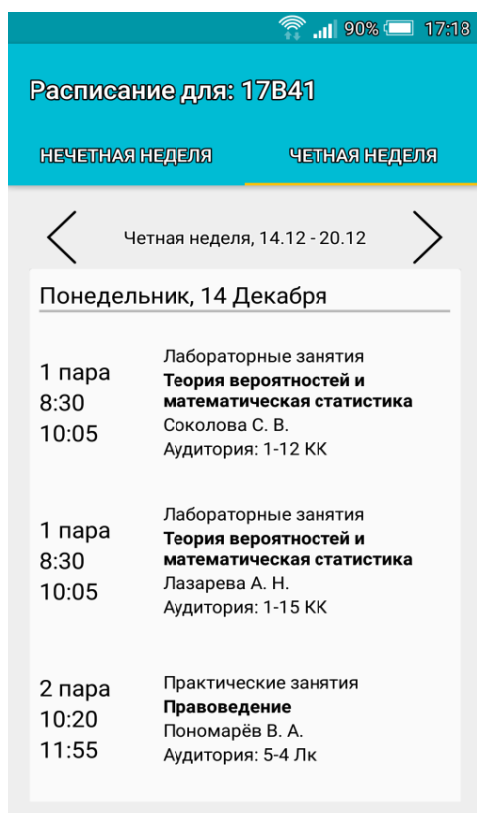 90% 17:18
Расписание для: 17В41
НЕЧЕТНАЯ НЕДЕЛЯ ЧЕТНАЯ НЕДЕЛЯ
Четная неделя, 14.12 - 20.12
Понедельник, 14 Декабря
1 пара
8:30
10:05
Лабораторные занятия
Теория вероятностей и
математическая статистика
Соколова С. В.
Аудитория: 1-12 КК
1 пара
8:30
10:05
Лабораторные занятия
Теория вероятностей и
математическая статистика
Лазарева А. Н.
Аудитория: 1-15 КК
2 пара
10:20
11:55
Практические занятия
Правоведение
Пономарёв В. А.
Аудитория: 5-4 Лк